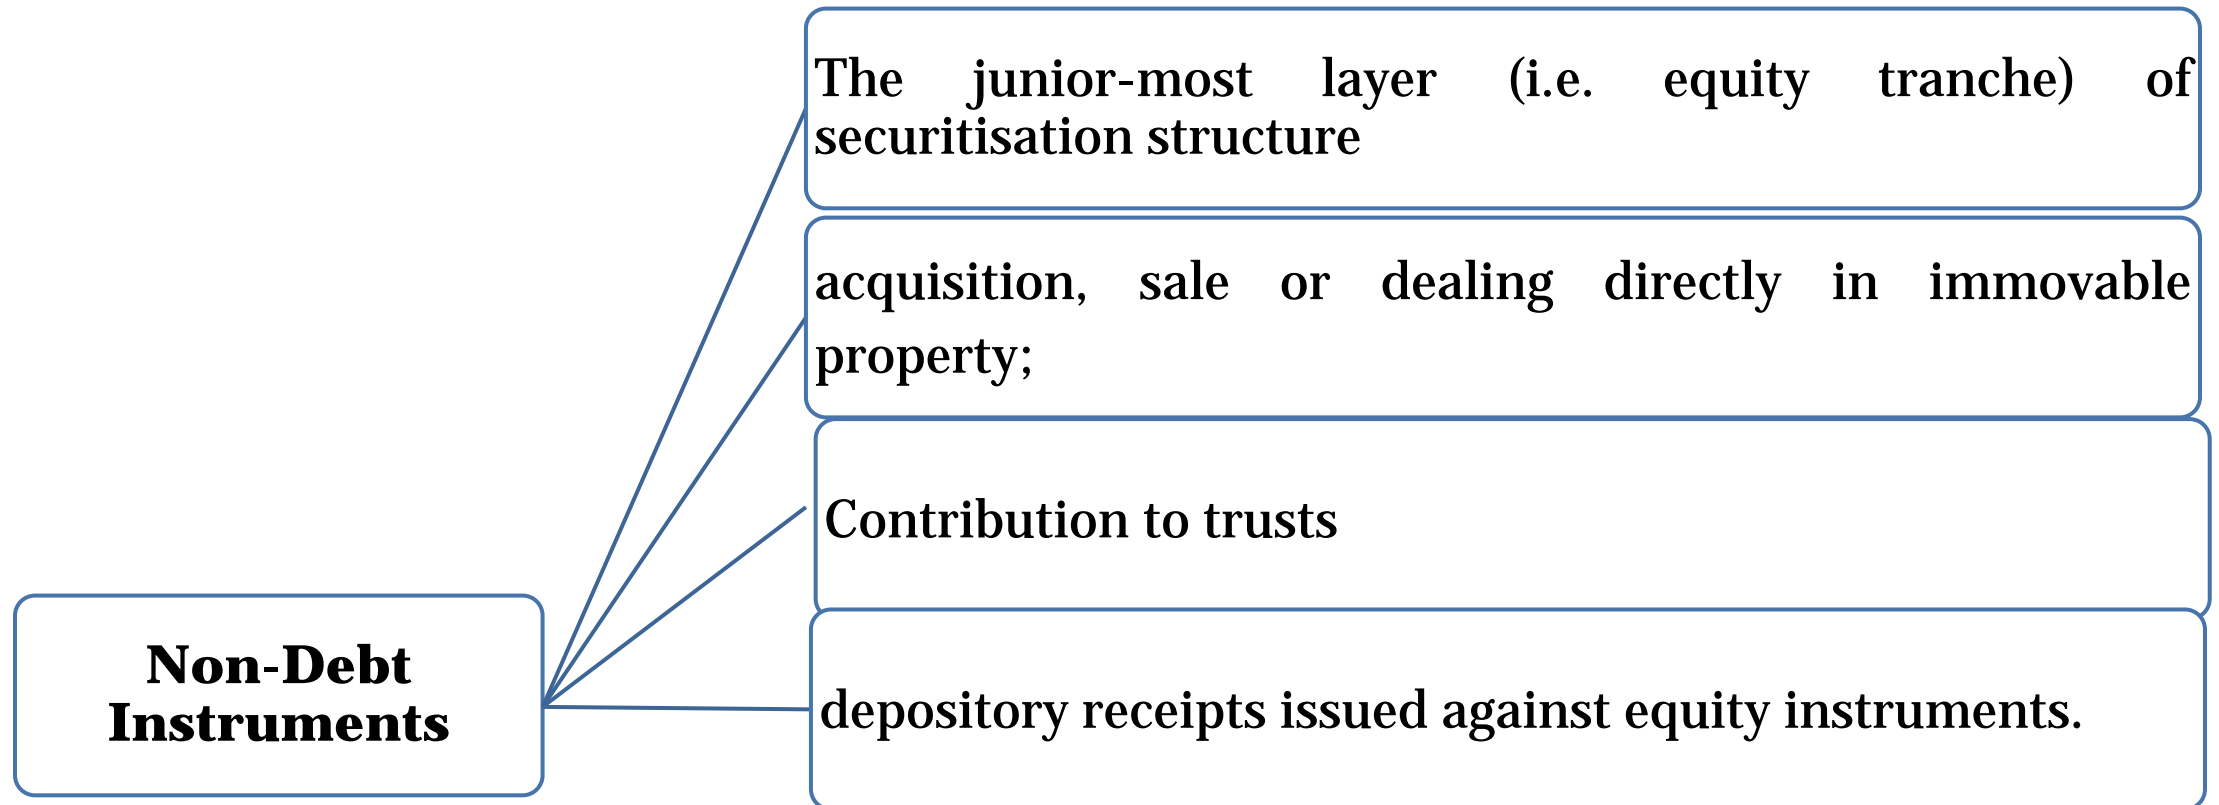 The junior-most layer (i.e. equity tranche) of
securitisation structure
acquisition, sale or dealing directly in immovable
property;
Contribution to trusts
Non-Debt
Instruments
depository receipts issued against equity instruments.